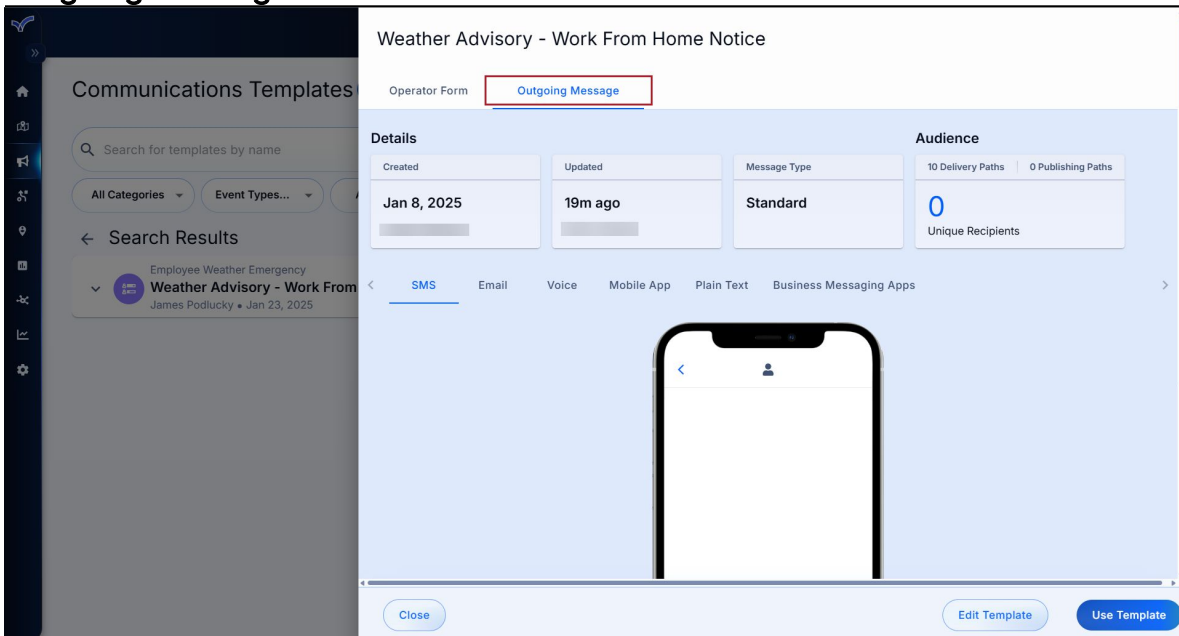 Weather Advisory - Work From Home Notice
Communications Templates
Operator Form
Outgoing Message
Search for templates by name
All Categories
Event Types...
Search Results
Employee Weather Emergency
Weather Advisory - Work From
James Podlucky • Jan 23, 2025
Details
Audience
Created
Updated
Message Type
10 Delivery Paths
0 Publishing Paths
Jan 8, 2025
19m ago
Standard
0
Unique Recipients
SMS
Email
Voice
Mobile App
Plain Text
Business Messaging Apps
Close
Edit Template
Use Template